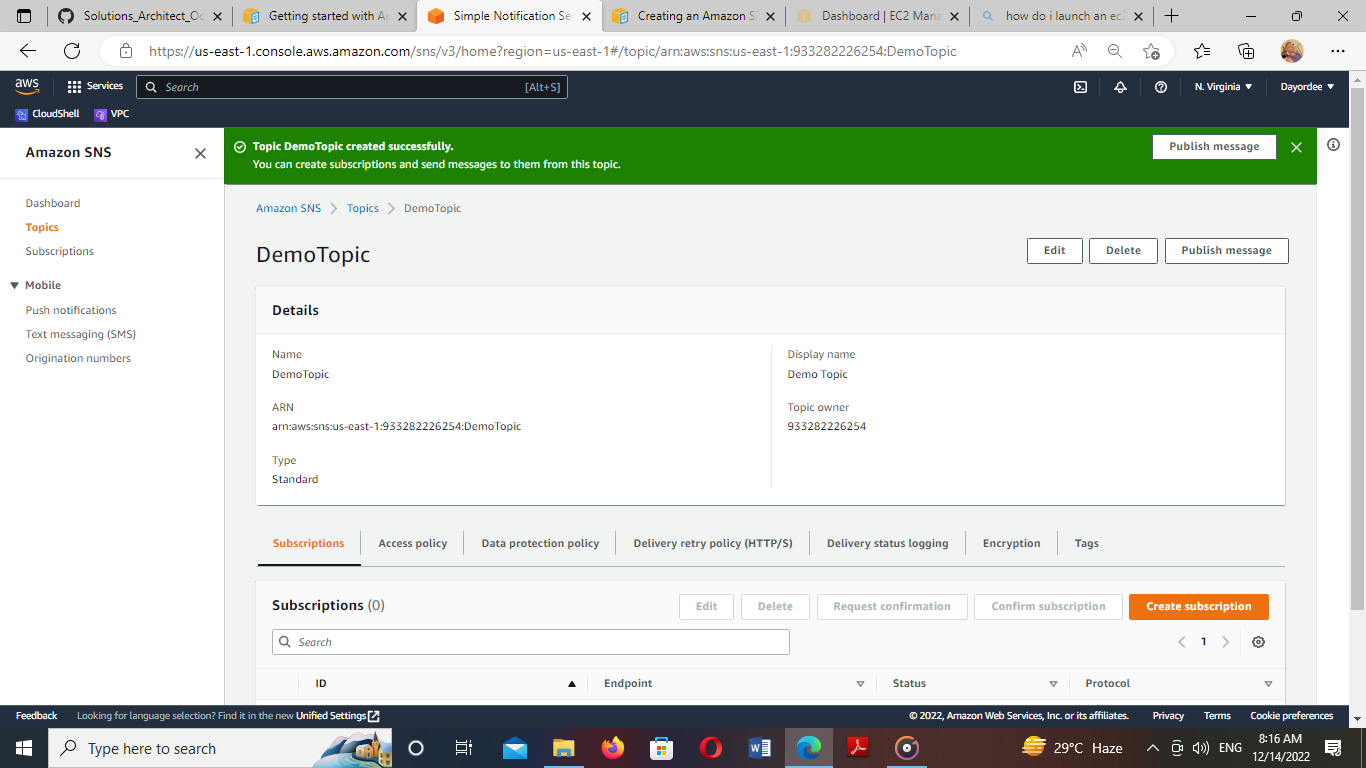 Solutions_Architect_Oc
Getting started with A
Simple Notification Se
Creating an Amazon S
Dashboard | EC2 Mana
how do i launch an ec2
https://us-east-1.console.aws.amazon.com/sns/v3/home?region=us-east-1#/topic/arn:aws:sns:us-east-1:933282226254:DemoTopic
aws
Services
Search
[Alt+S]
N. Virginia
Dayordee
CloudShell
VPC
Amazon SNS
Dashboard
Topics
Subscriptions
Mobile
Push notifications
Text messaging (SMS)
Origination numbers
Topic DemoTopic created successfully.
You can create subscriptions and send messages to them from this topic.
Publish message
Amazon SNS
Topics
DemoTopic
DemoTopic
Edit
Delete
Publish message
Details
Name
DemoTopic
ARN
arn:aws:sns:us-east-1:933282226254:DemoTopic
Type
Standard
Display name
Demo Topic
Topic owner
933282226254
Subscriptions
Access policy
Data protection policy
Delivery retry policy (HTTP/S)
Delivery status logging
Encryption
Tags
Subscriptions (0)
Edit
Delete
Request confirmation
Confirm subscription
Create subscription
Search
1
ID
Endpoint
Status
Protocol
Feedback
Looking for language selection? Find it in the new Unified Settings
© 2022, Amazon Web Services, Inc. or its affiliates.
Privacy
Terms
Cookie preferences
Type here to search
29°C Haze
ENG
8:16 AM
12/14/2022